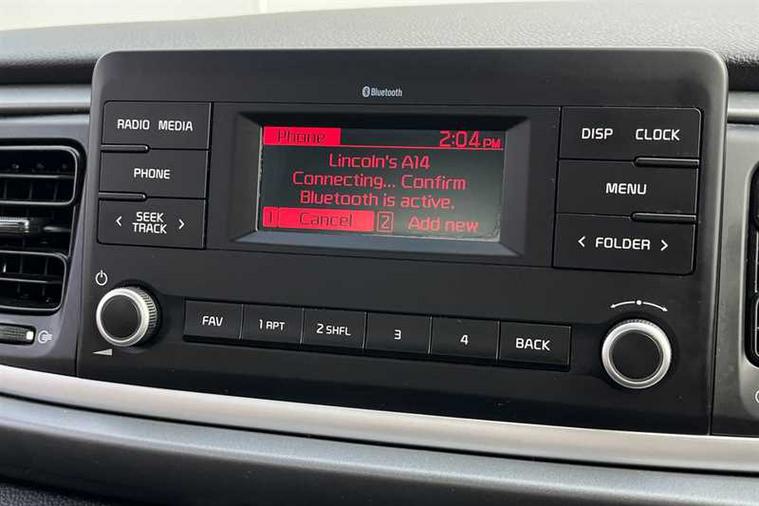 Bluetooth
RADIO MEDIA
PHONE
< SEEK TRACK >
Phone 2:04 PM
Lincoln's A14
Connecting... Confirm
Bluetooth is active.
1 Cancel 2 Add new
DISP CLOCK
MENU
< FOLDER >
FAV 1 RPT 2 SHFL 3 4 BACK